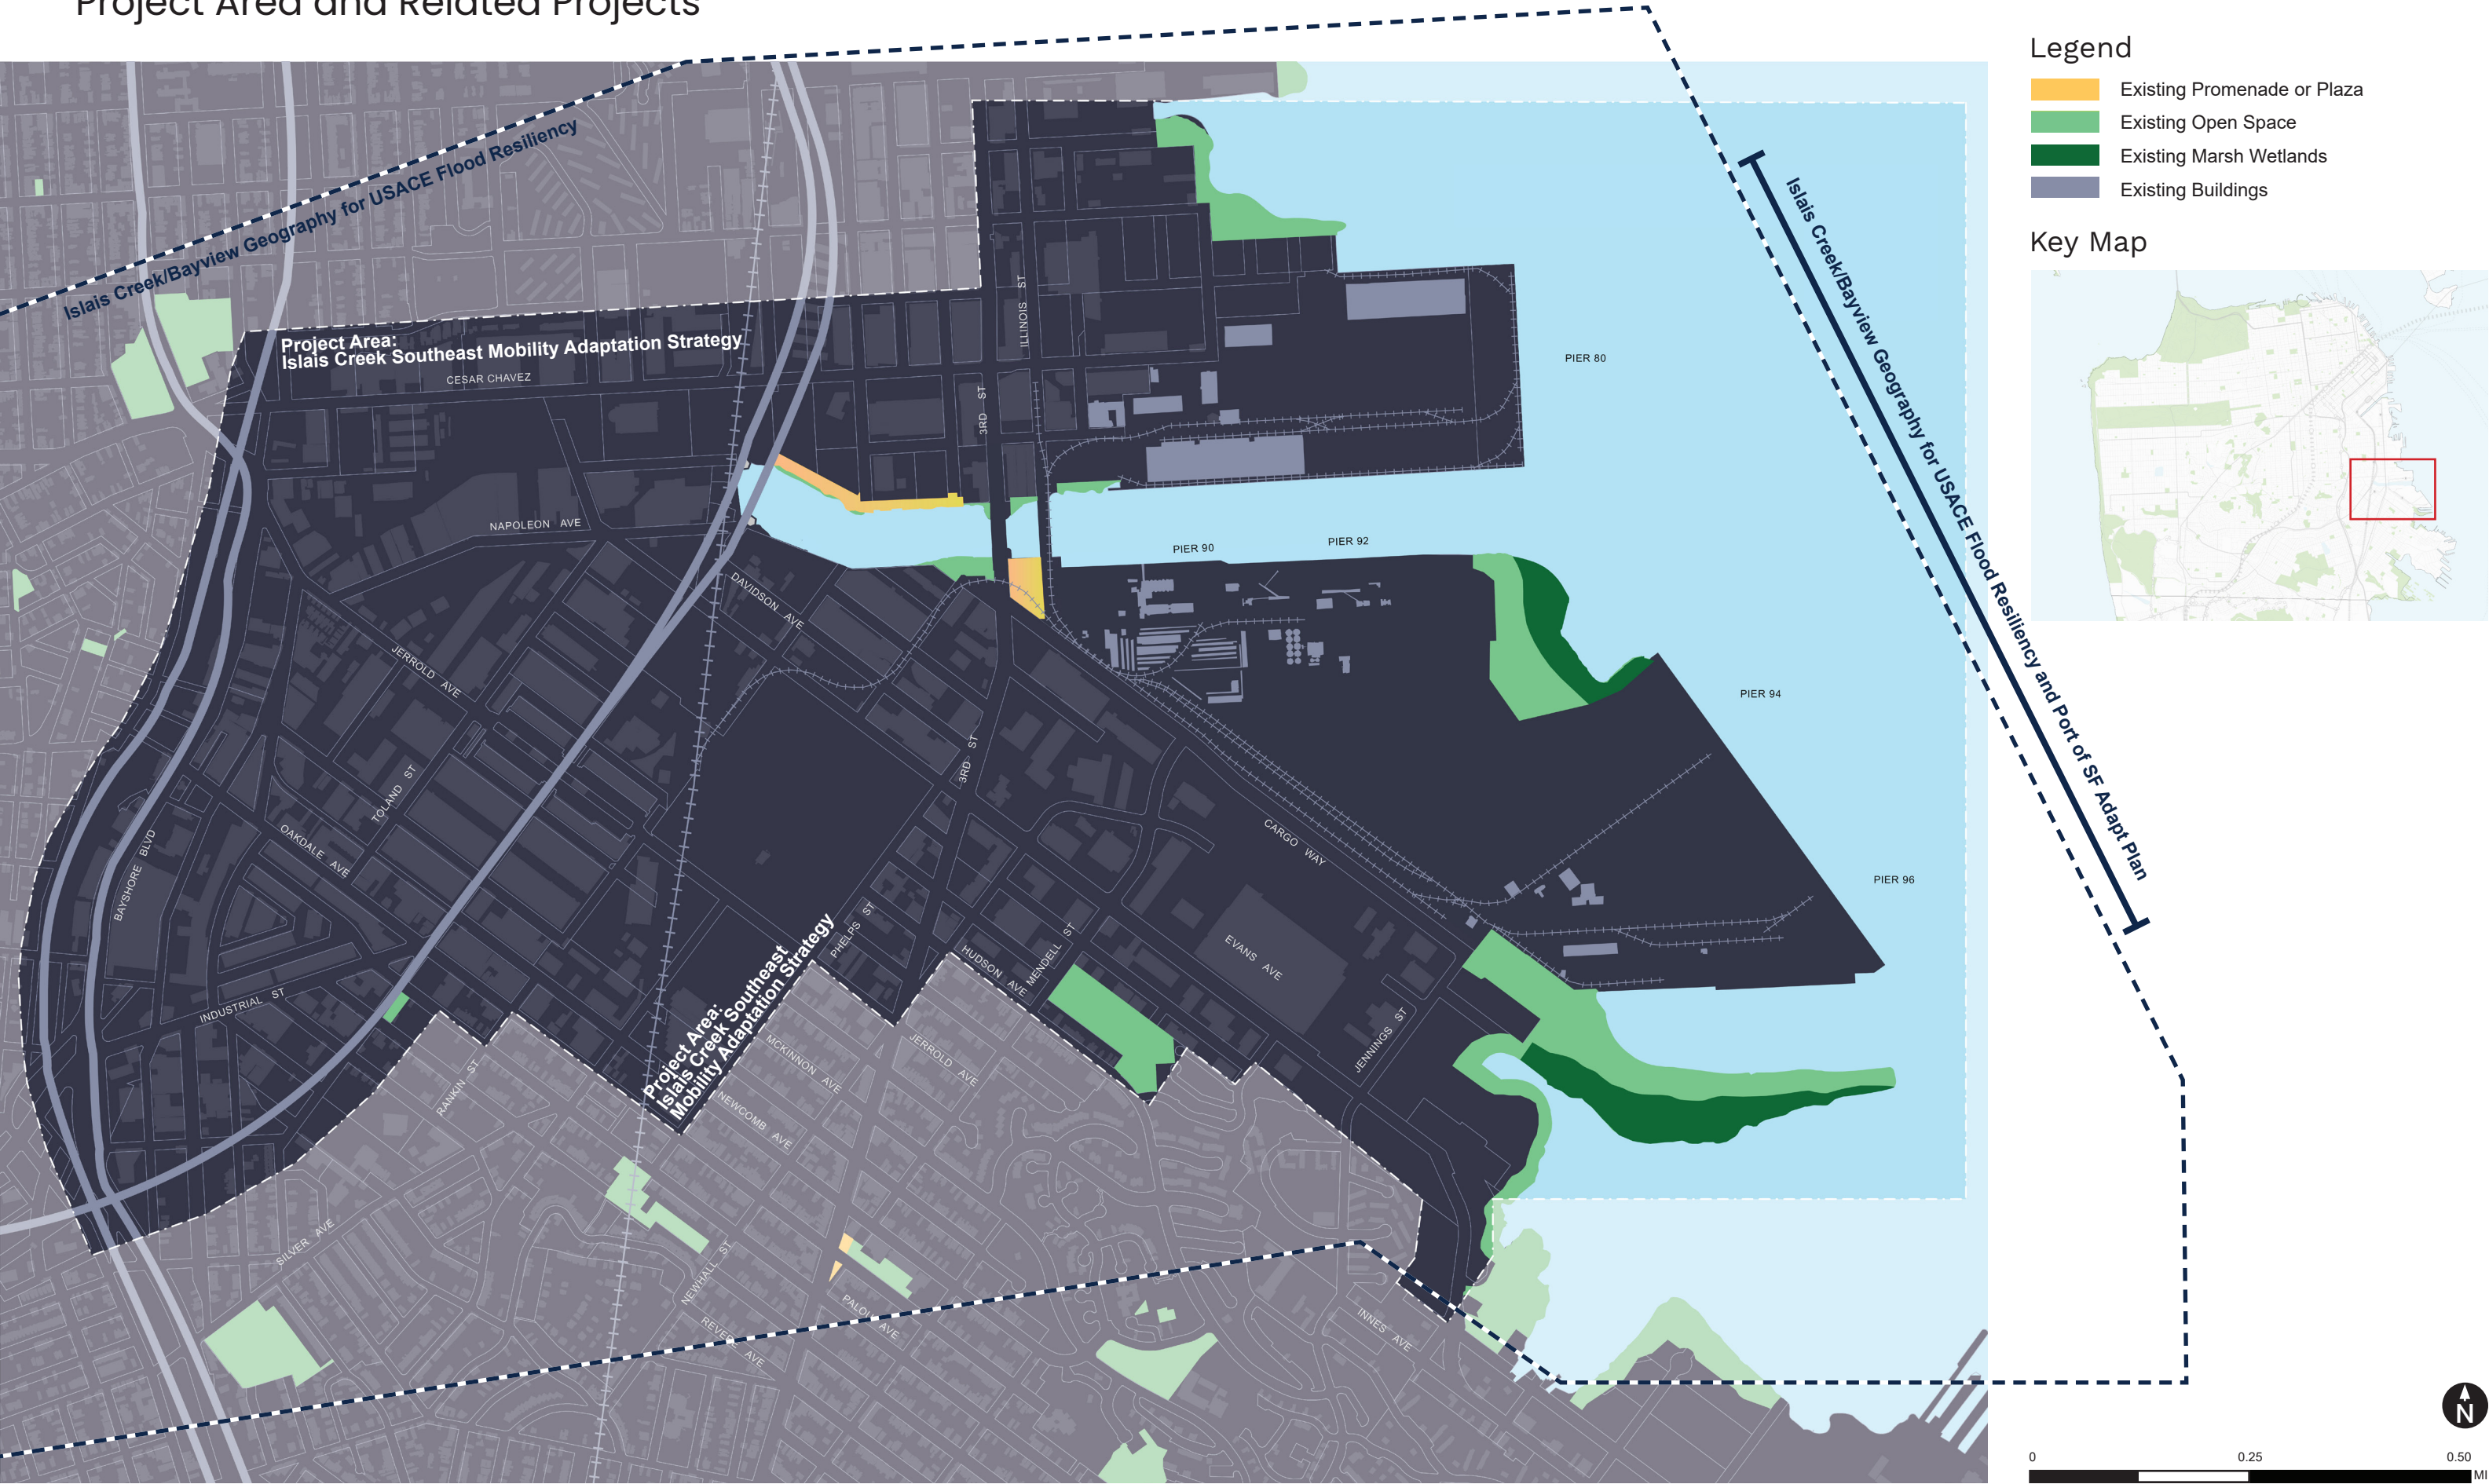 Project Area and Related Projects
Legend
Existing Promenade or Plaza
Existing Open Space
Existing Marsh Wetlands
Existing Buildings
Key Map
Islais Creek/Bayview Geography for USACE Flood Resiliency
Islais Creek/Bayview Geography for USACE Flood Resiliency and Port of SF Adapt Plan
Project Area:
Islais Creek Southeast Mobility Adaptation Strategy
CESAR CHAVEZ
ILLINOIS ST
3RD ST
PIER 80
NAPOLEON AVE
PIER 90
PIER 92
DAVIDSON AVE
JERROLD AVE
PIER 94
3RD ST
TOLAND ST
OAKDALE AVE
BAYSHORE BLVD
CARGO WAY
PIER 96
PHELPS ST
HUDSON AVE
MENDELL ST
EVANS AVE
INDUSTRIAL ST
JENNINGS ST
Project Area:
Islais Creek Southeast
Mobility Adaptation Strategy
MCKINNON AVE
JERROLD AVE
RANKIN ST
NEWCOMB AVE
SILVER AVE
NEWHALL ST
PALOU AVE
REVERE AVE
INNES AVE
N
0
0.25
0.50
MI